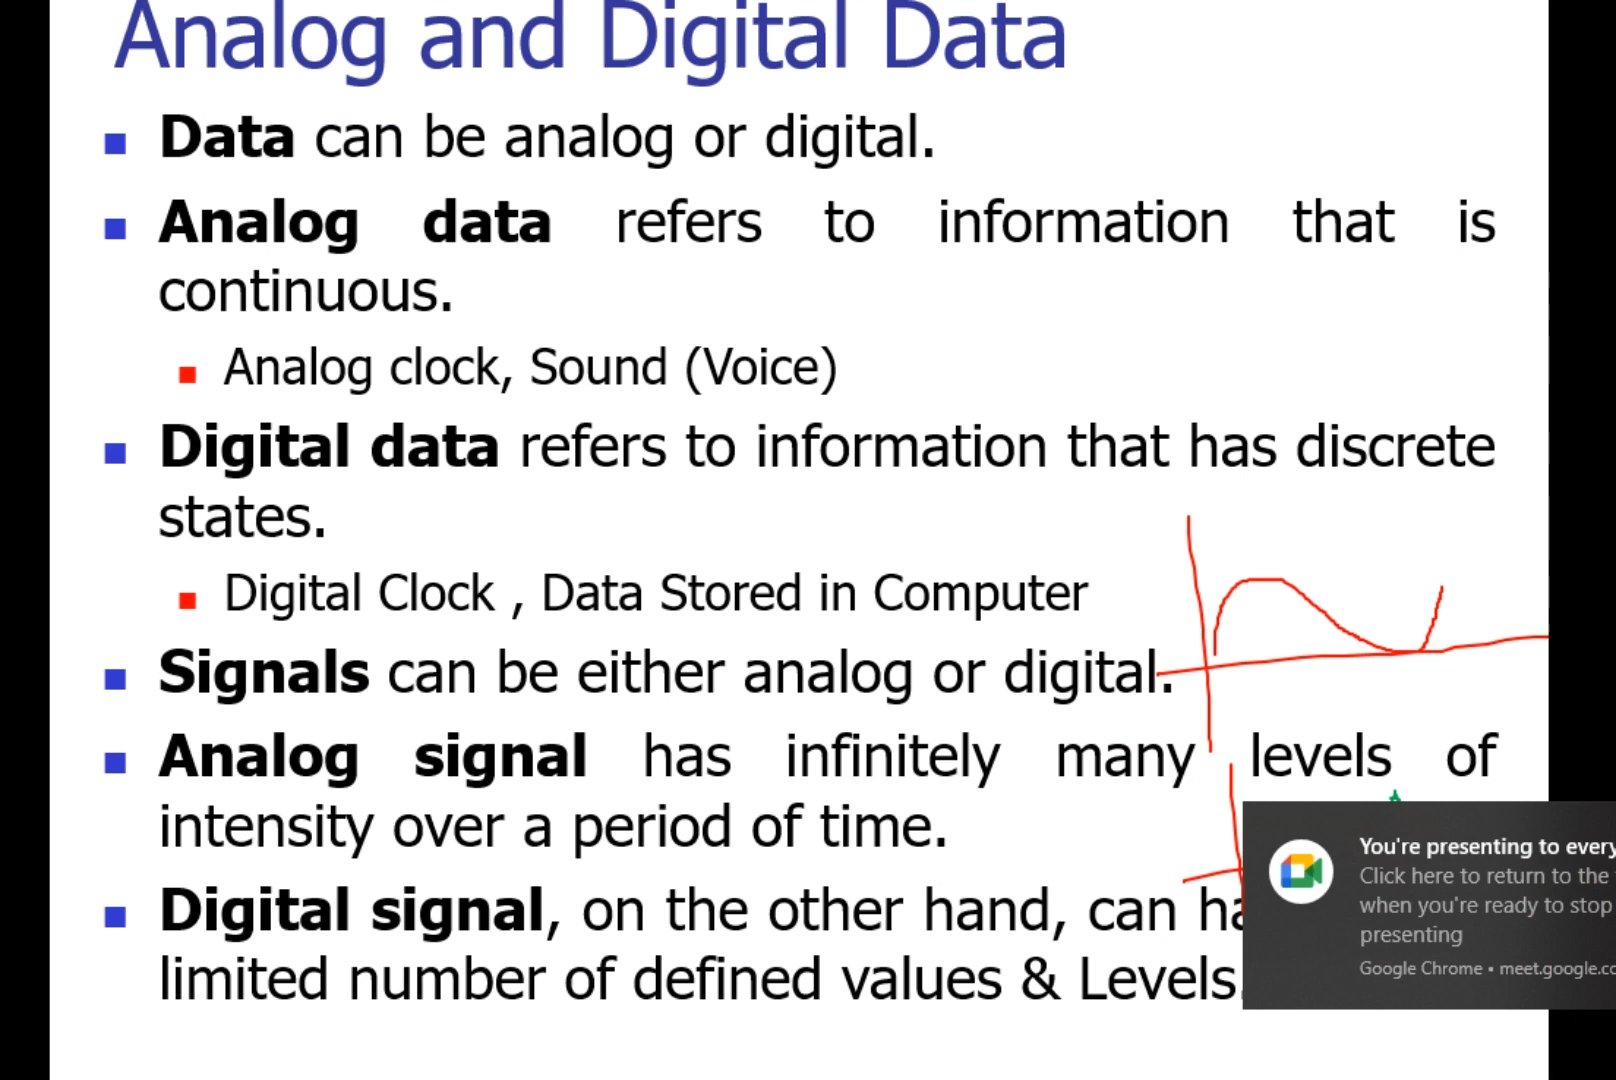 Analog and Digital Data
Data can be analog or digital.
Analog data refers to information that is
continuous.
Analog clock, Sound (Voice)
Digital data refers to information that has discrete
states.
Digital Clock , Data Stored in Computer
Signals can be either analog or digital.
Analog signal has infinitely many levels of
intensity over a period of time.
Digital signal, on the other hand, can
limited number of defined values & Levels.
You're presenting to
Click here to return to the
when you're ready to stop
presenting
Google Chrome • meet.google.co